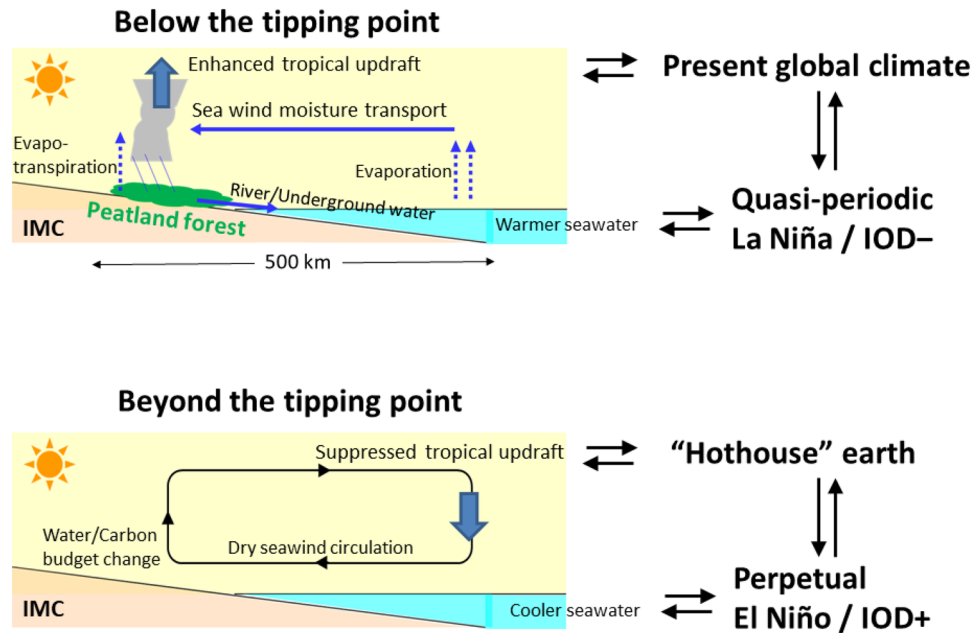 Below the tipping point
Enhanced tropical updraft
Sea wind moisture transport
Evapo-
transpiration
Evaporation
River/Underground water
Peatland forest
IMC
Warmer seawater
500 km
Present global climate
Quasi-periodic
La Niña / IOD–
Beyond the tipping point
Suppressed tropical updraft
Water/Carbon
budget change
Dry seawind circulation
IMC
Cooler seawater
“Hothouse” earth
Perpetual
El Niño / IOD+